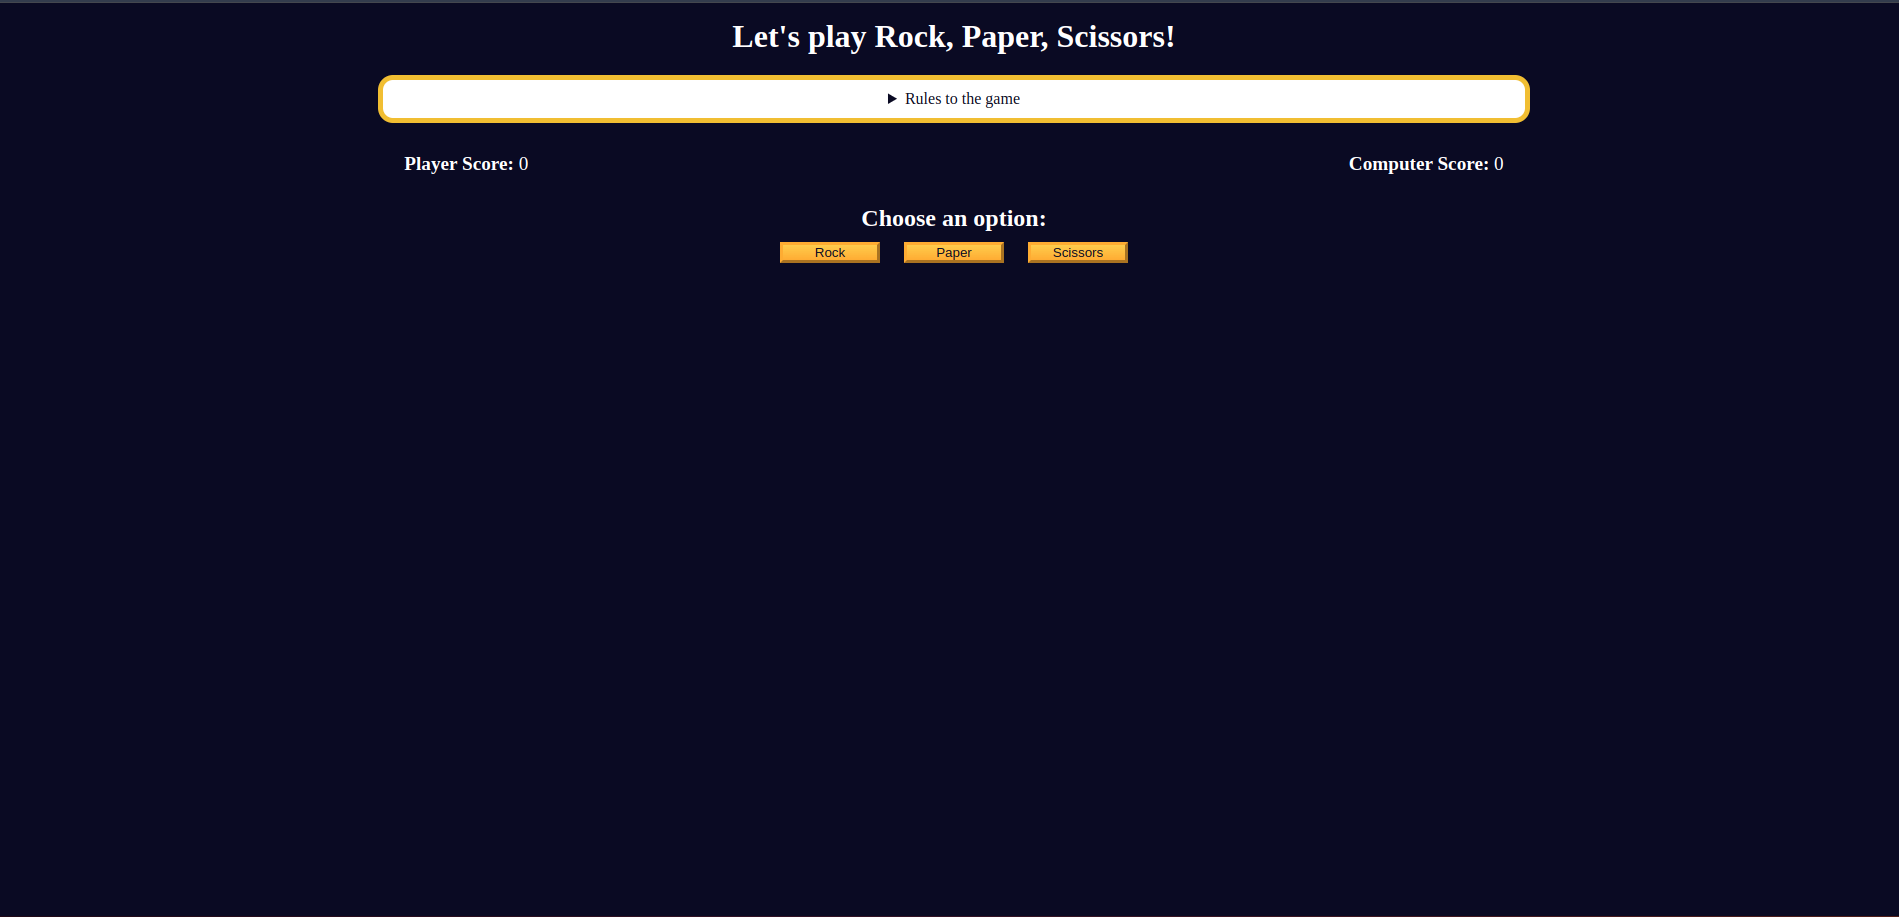 Let's play Rock, Paper, Scissors!
Rules to the game
Player Score: 0 Computer Score: 0
Choose an option:
Rock Paper Scissors